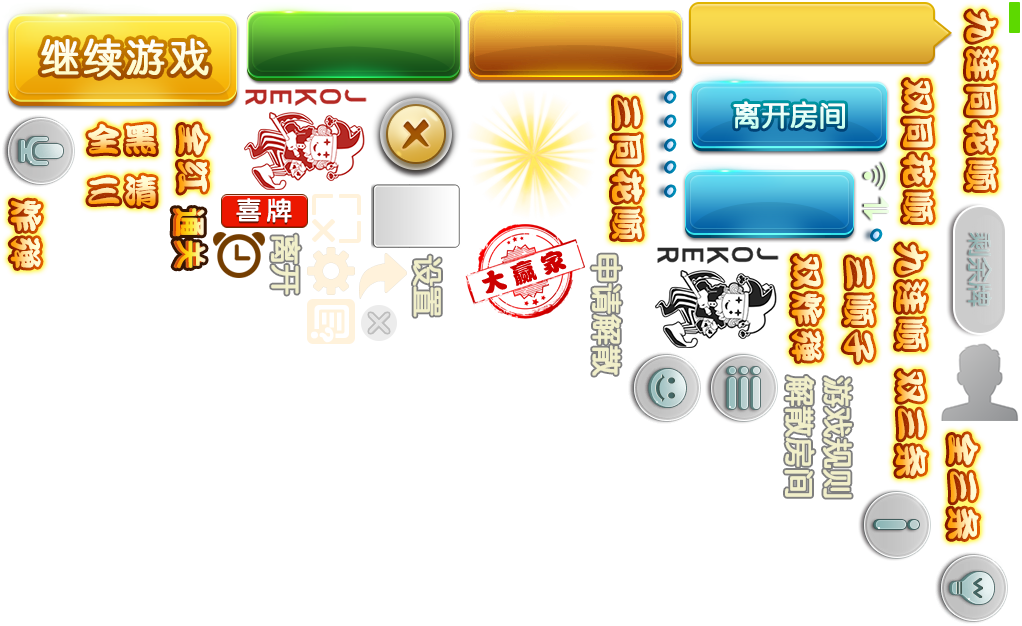 继续游戏
九连同花顺
双同花顺
JOKER
三同花顺
离开房间
全黑
全红
三清
炸弹
喜牌
通关
离开
设置
大赢家
申请解散
JOKER
双炸弹
三顺子
九连顺
剩余牌
游戏规则
解散房间
双三条
全三条